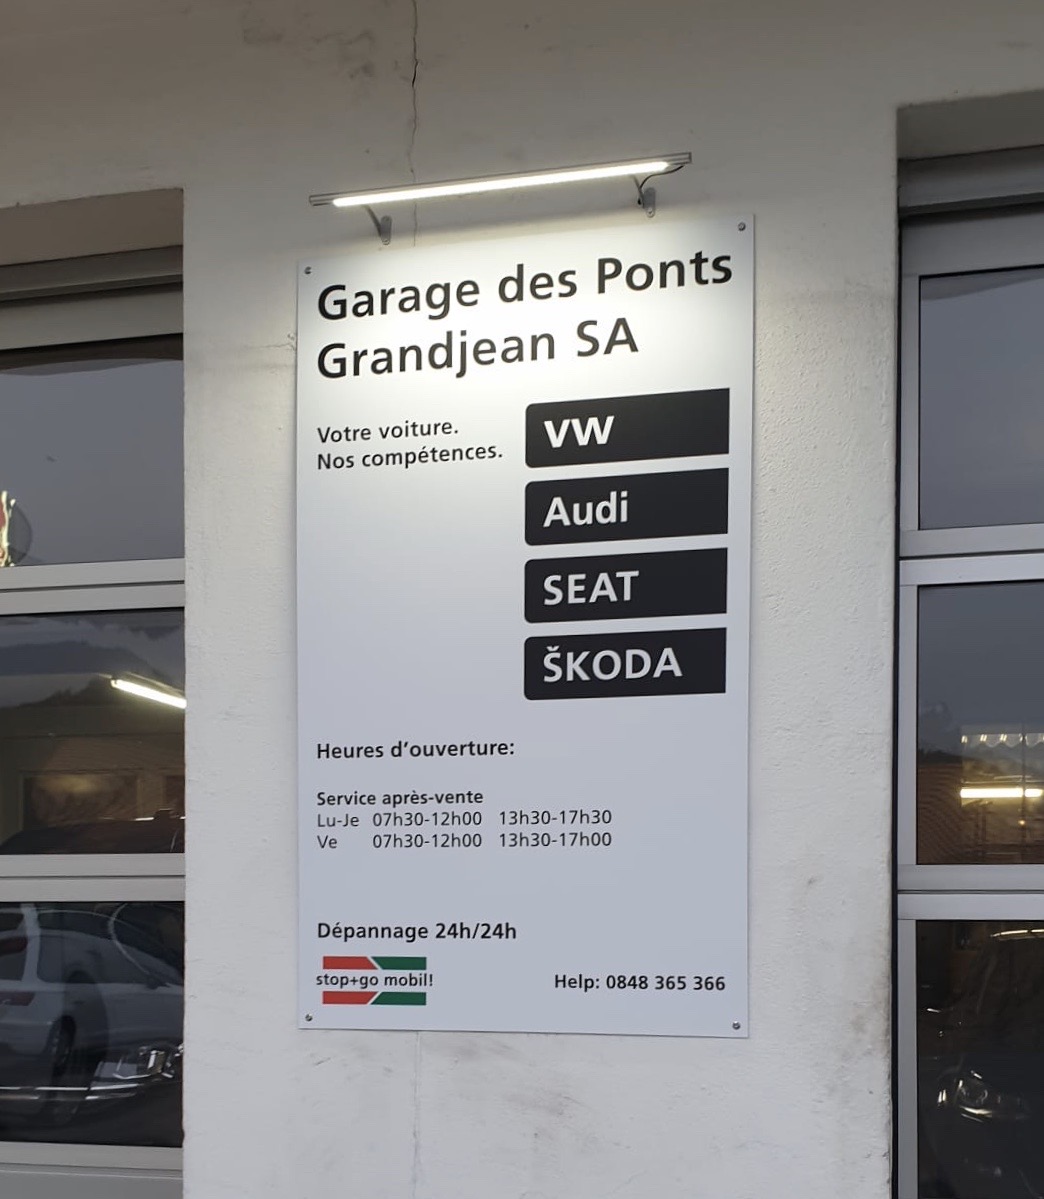 Garage des Ponts
Grandjean SA
Votre voiture.
Nos compétences.
VW
Audi
SEAT
ŠKODA
Heures d'ouverture:
Service après-vente
Lu-Je 07h30-12h00 13h30-17h30
Ve 07h30-12h00 13h30-17h00
Dépannage 24h/24h
stop+go mobil!
Help: 0848 365 366